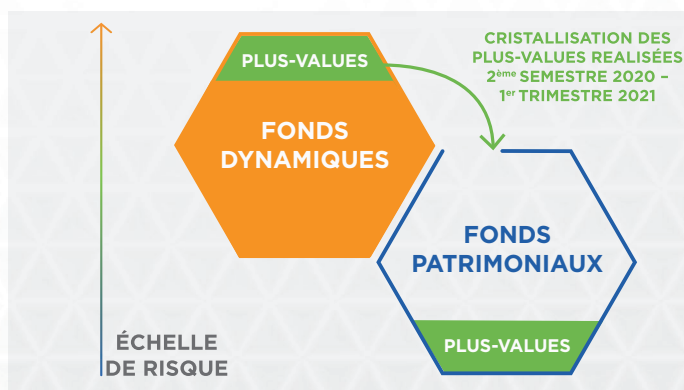 PLUS-VALUES
FONDS
DYNAMIQUES
CRISTALLISATION DES
PLUS-VALUES REALISÉES
2ème SEMESTRE 2020 –
1er TRIMESTRE 2021
FONDS
PATRIMONIAUX
PLUS-VALUES
ÉCHELLE
DE RISQUE